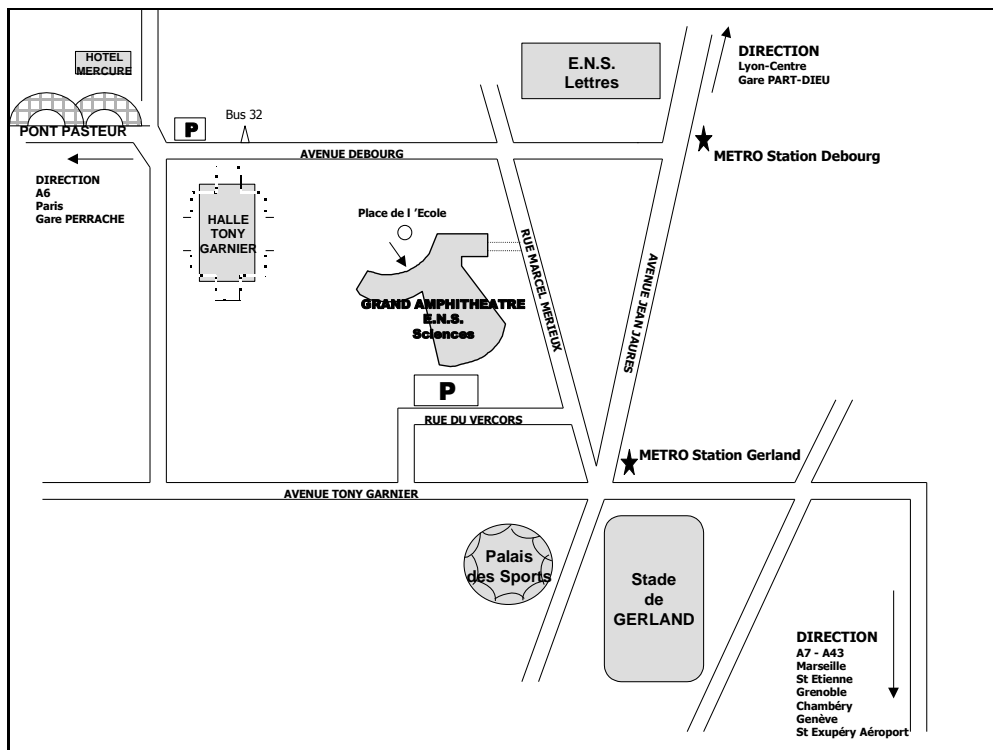 HOTEL
MERCURE
PONT PASTEUR
P
Bus 32
E.N.S.
Lettres
DIRECTION
Lyon-Centre
Gare PART-DIEU
METRO Station Debourg
AVENUE DEBOURG
DIRECTION
A6
Paris
Gare PERRACHE
HALLE
TONY
GARNIER
Place de l 'Ecole
GRAND AMPHITHEATRE
E.N.S.
Sciences
RUE MARCEL MERIEUX
AVENUE JEAN JAURES
P
RUE DU VERCORS
METRO Station Gerland
AVENUE TONY GARNIER
Palais
des Sports
Stade
de
GERLAND
DIRECTION
A7 - A43
Marseille
St Etienne
Grenoble
Chambéry
Genève
St Exupéry Aéroport